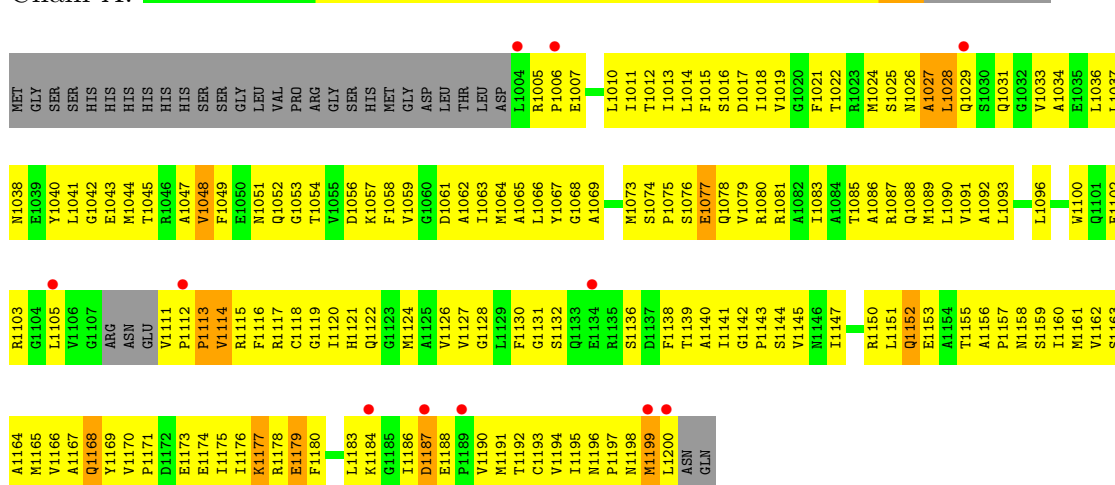 MET GLY SER SER HIS HIS HIS HIS HIS HIS SER SER GLY LEU VAL PRO ARG GLY SER HIS MET GLY ASP LEU THR LEU ASP L1004 R1005 P1006 E1007 L1010 I1011 T1012 I1013 L1014 F1015 S1016 D1017 I1018 V1019 G1020 F1021 T1022 R1023 M1024 S1025 N1026 A1027 L1028 Q1029 S1030 Q1031 G1032 V1033 A1034 E1035 L1036 L1037
N1038 E1039 Y1040 L1041 G1042 E1043 M1044 T1045 R1046 A1047 V1048 F1049 E1050 N1051 Q1052 G1053 T1054 V1055 D1056 K1057 F1058 V1059 G1060 D1061 A1062 I1063 M1064 A1065 L1066 Y1067 G1068 A1069 M1073 S1074 P1075 S1076 E1077 Q1078 V1079 R1080 R1081 A1082 I1083 A1084 T1085 A1086 R1087 Q1088 M1089 L1090 V1091 A1092 L1093 L1096 W1100 Q1101 E1102
R1103 G1104 L1105 V1106 G1107 ARG ASN GLU V1111 P1112 P1113 V1114 R1115 F1116 R1117 C1118 G1119 I1120 H1121 Q1122 G1123 M1124 A1125 V1126 V1127 G1128 L1129 F1130 G1131 S1132 Q1133 E1134 R1135 S1136 D1137 F1138 T1139 A1140 I1141 G1142 P1143 S1144 V1145 N1146 I1147 R1150 L1151 Q1152 E1153 A1154 T1155 A1156 P1157 N1158 S1159 I1160 M1161 V1162 S1163
A1164 M1165 V1166 A1167 Q1168 Y1169 V1170 P1171 D1172 E1173 E1174 I1175 I1176 K1177 R1178 E1179 F1180 L1183 K1184 G1185 I1186 D1187 E1188 P1189 V1190 M1191 T1192 C1193 V1194 I1195 N1196 P1197 N1198 M1199 L1200 ASN GLN